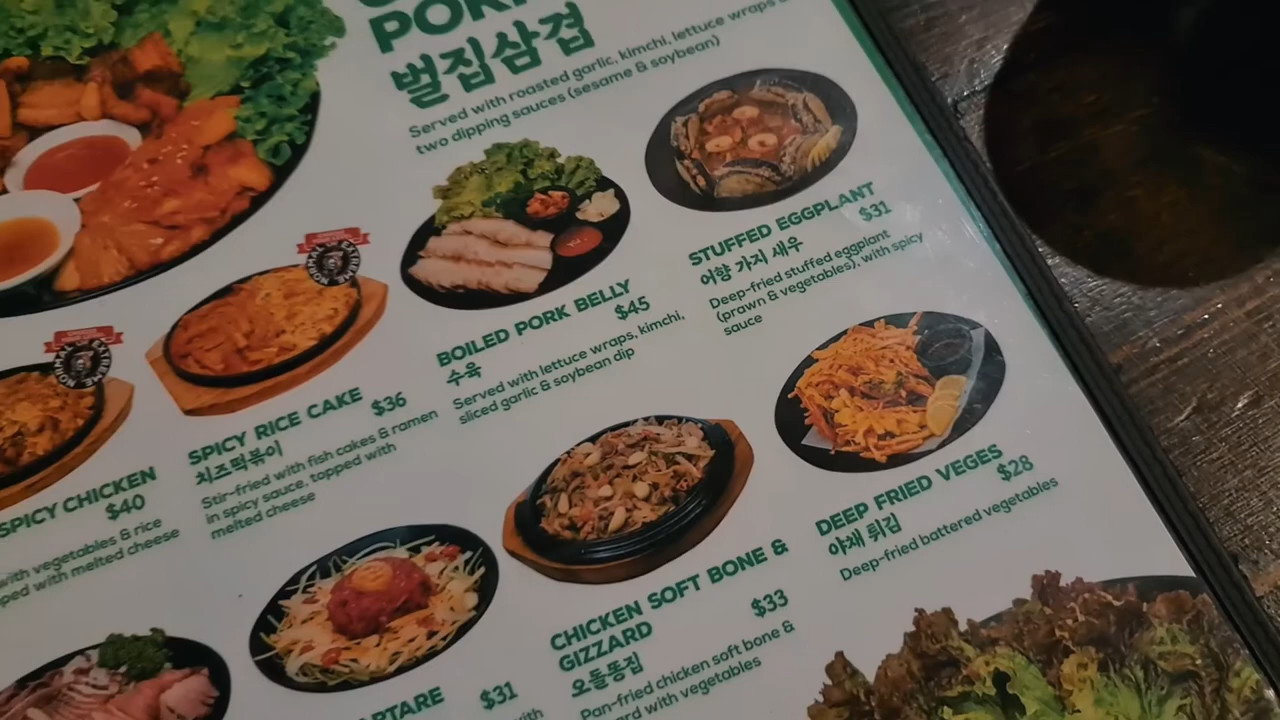 PORK
벌집삼겹
Served with roasted garlic, kimchi, lettuce wraps
two dipping sauces (sesame & soybean)
STUFFED EGGPLANT
$31
어향 가지 새우
Deep-fried stuffed eggplant
(prawn & vegetables), with spicy
sauce
BOILED PORK BELLY
$45
수육
Served with lettuce wraps, kimchi,
sliced garlic & soybean dip
SPICY RICE CAKE
$36
치즈떡볶이
Stir-fried with fish cakes & ramen
in spicy sauce, topped with
melted cheese
SPICY CHICKEN
$40
with vegetables & rice
with melted cheese
DEEP FRIED VEGES
$28
야채 튀김
Deep-fried battered vegetables
CHICKEN SOFT BONE &
GIZZARD
$33
오돌똥집
Pan-fried chicken soft bone &
with vegetables
$31
with
NORMAL EXTREME
NORMAL EXTREME